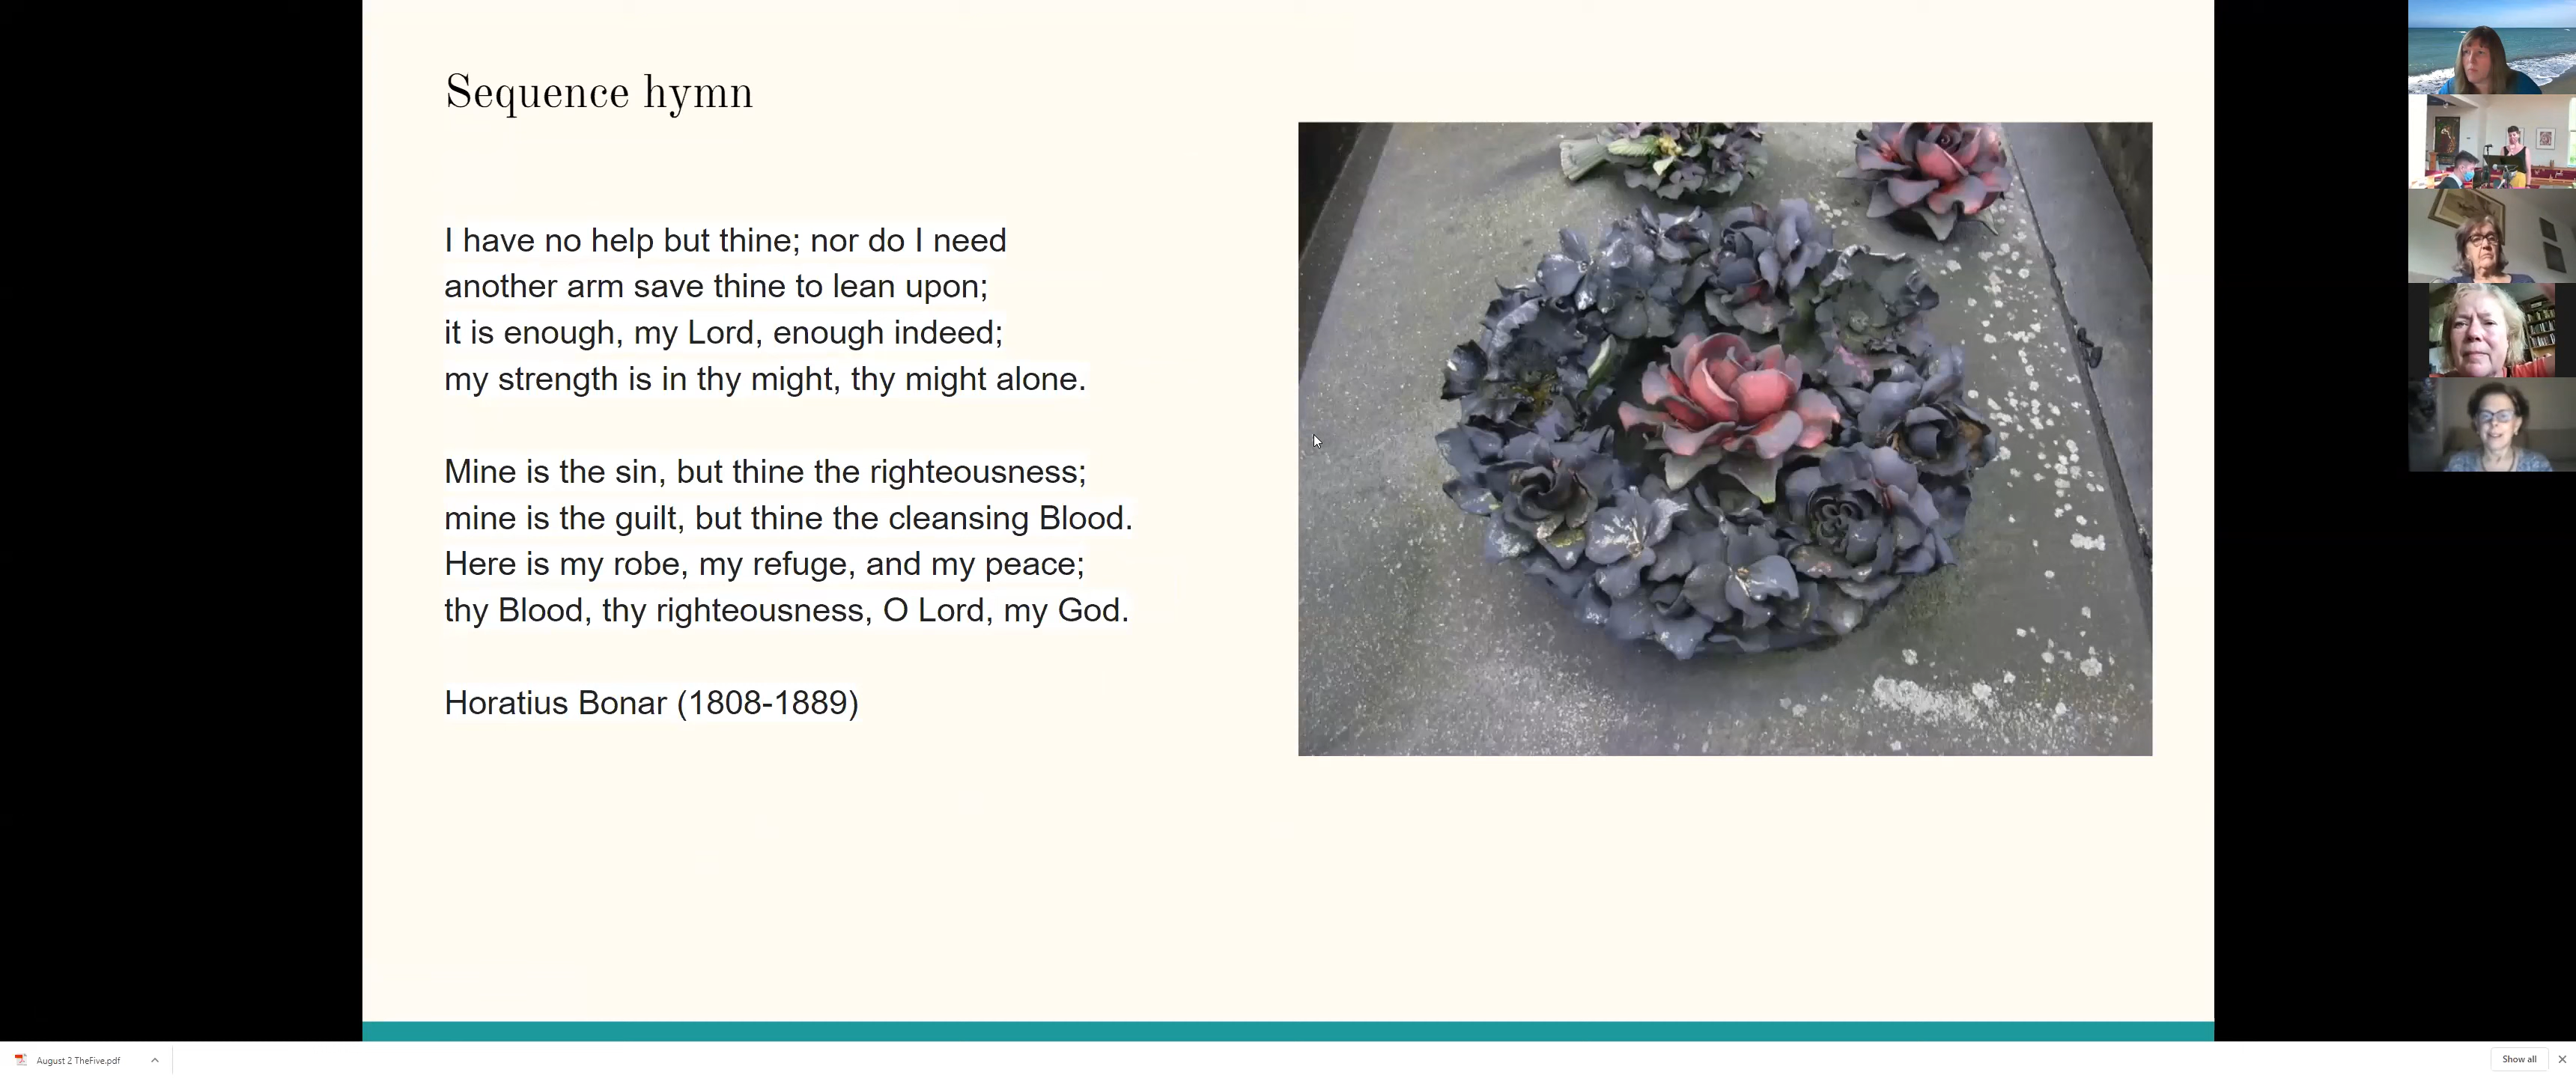 Sequence hymn
I have no help but thine; nor do I need
another arm save thine to lean upon;
it is enough, my Lord, enough indeed;
my strength is in thy might, thy might alone.
Mine is the sin, but thine the righteousness;
mine is the guilt, but thine the cleansing Blood.
Here is my robe, my refuge, and my peace;
thy Blood, thy righteousness, O Lord, my God.
Horatius Bonar (1808-1889)
August 2 TheFive.pdf
Show all